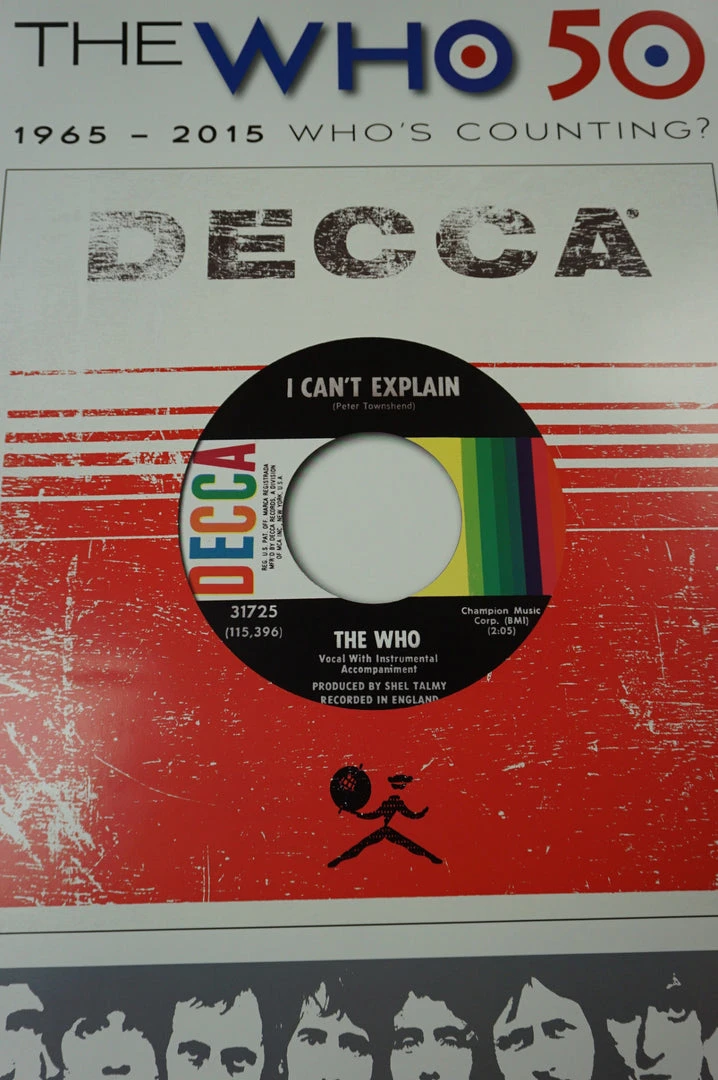 THE WHO 50
1965 – 2015 WHO'S COUNTING?
DECCA®
I CAN'T EXPLAIN
(Peter Townshend)
DECCA
REG. U.S. PAT. OFF. MARCA REGISTRADA
MFR'D BY DECCA RECORDS, A DIVISION
OF MCA INC., NEW YORK, U.S.A.
31725
(115,396)
Champion Music
Corp. (BMI)
(2:05)
THE WHO
Vocal With Instrumental
Accompaniment
PRODUCED BY SHEL TALMY
RECORDED IN ENGLAND